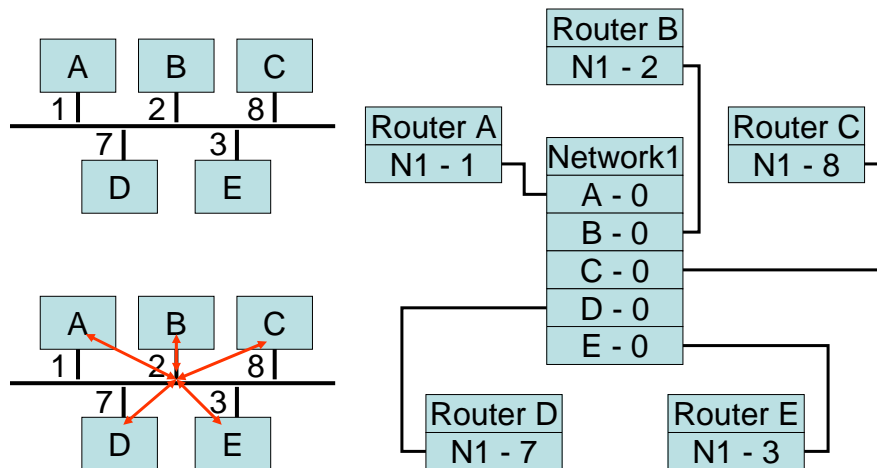 A B C
1 2 8
7 3
D E
A B C
1 2 8
7 3
D E
Router B
N1 - 2
Router A
N1 - 1
Router C
N1 - 8
Network1
A - 0
B - 0
C - 0
D - 0
E - 0
Router D
N1 - 7
Router E
N1 - 3